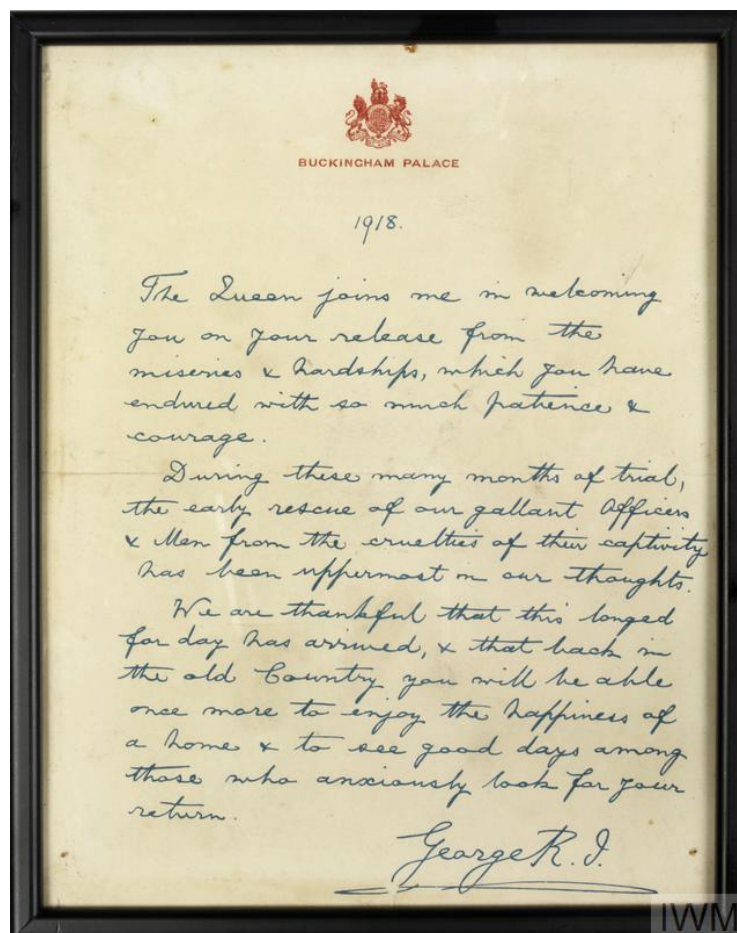 BUCKINGHAM PALACE
1918.
The Queen joins me in welcoming
you on your release from the
miseries & hardships, which you have
endured with so much patience &
courage.
During these many months of trial,
the early rescue of our gallant Officers
& Men from the cruelties of their captivity
has been uppermost in our thoughts.
We are thankful that this longed
for day has arrived, & that back in
the old Country you will be able
once more to enjoy the happiness of
a home & to see good days among
those who anxiously look for your
return.
George R.I.
IWM